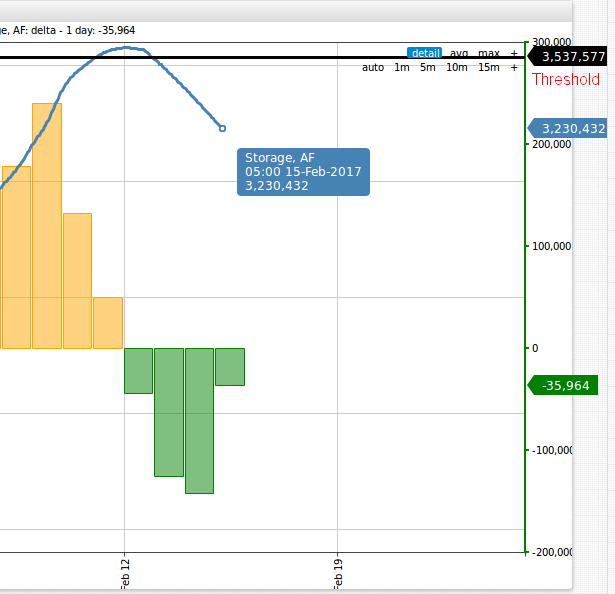 e, AF: delta - 1 day: -35,964
detail avg max +
auto 1m 5m 10m 15m +
300,000
3,537,577
Threshold
3,230,432
200,000
Storage, AF
05:00 15-Feb-2017
3,230,432
100,000
0
-35,964
-100,000
-200,000
Feb 12
Feb 19